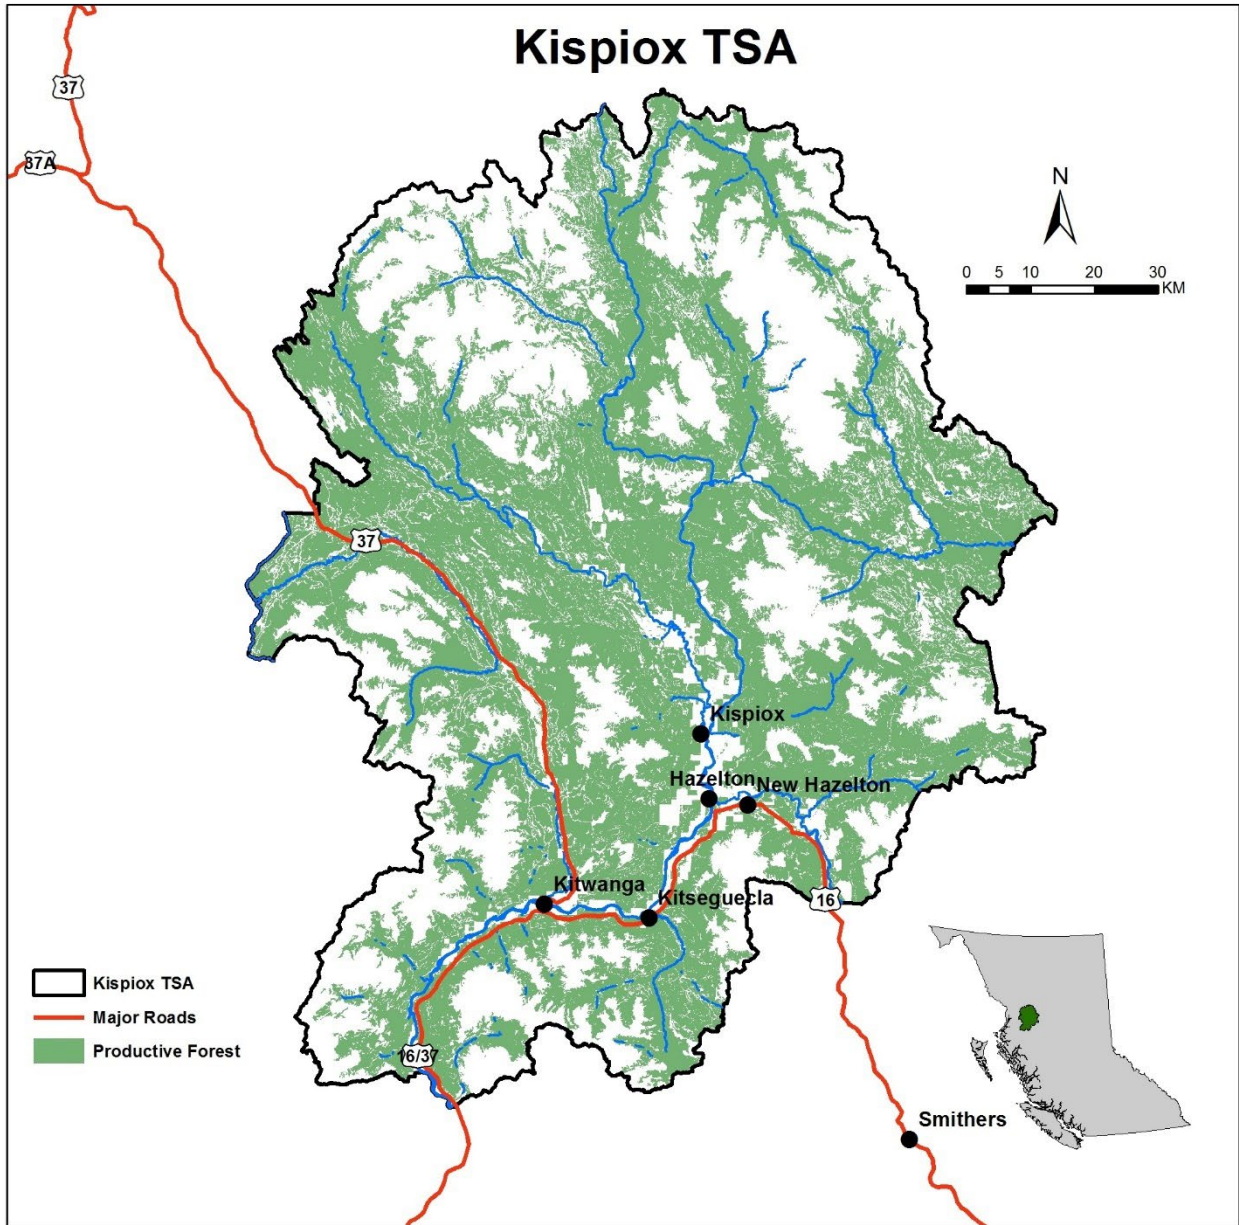 Kispiox TSA
37
37A
N
0 5 10 20 30
KM
37
Kispiox
Hazelton
New Hazelton
Kitwanga
Kitseguecla
16
Kispiox TSA
Major Roads
Productive Forest
16/37
Smithers